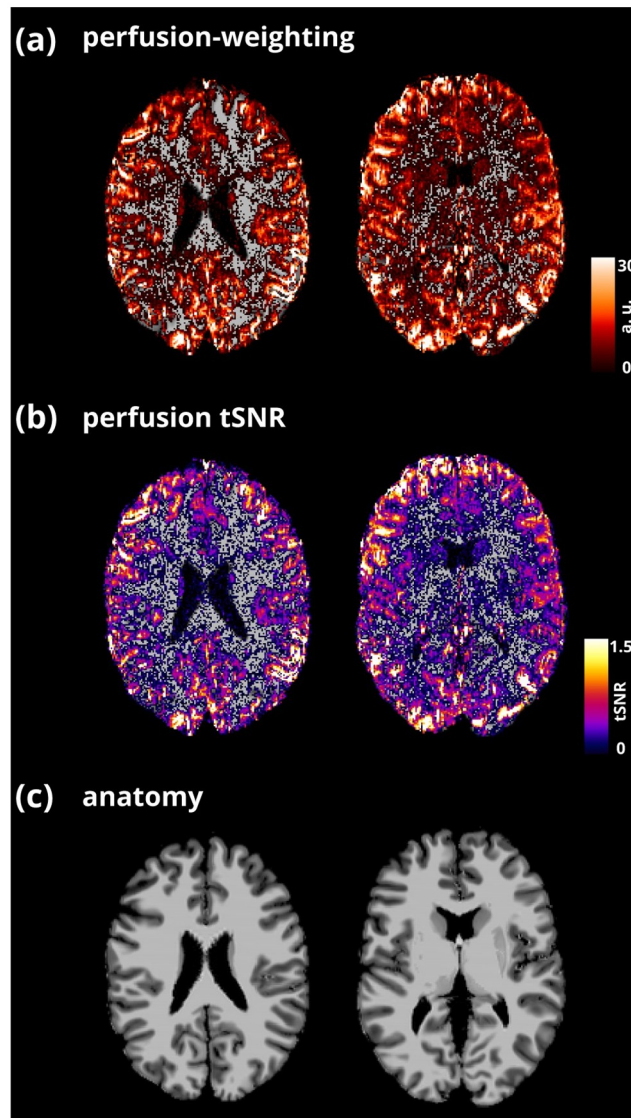 (a) perfusion-weighting
30
a. u.
0
(b) perfusion tSNR
1.5
tSNR
0
(c) anatomy